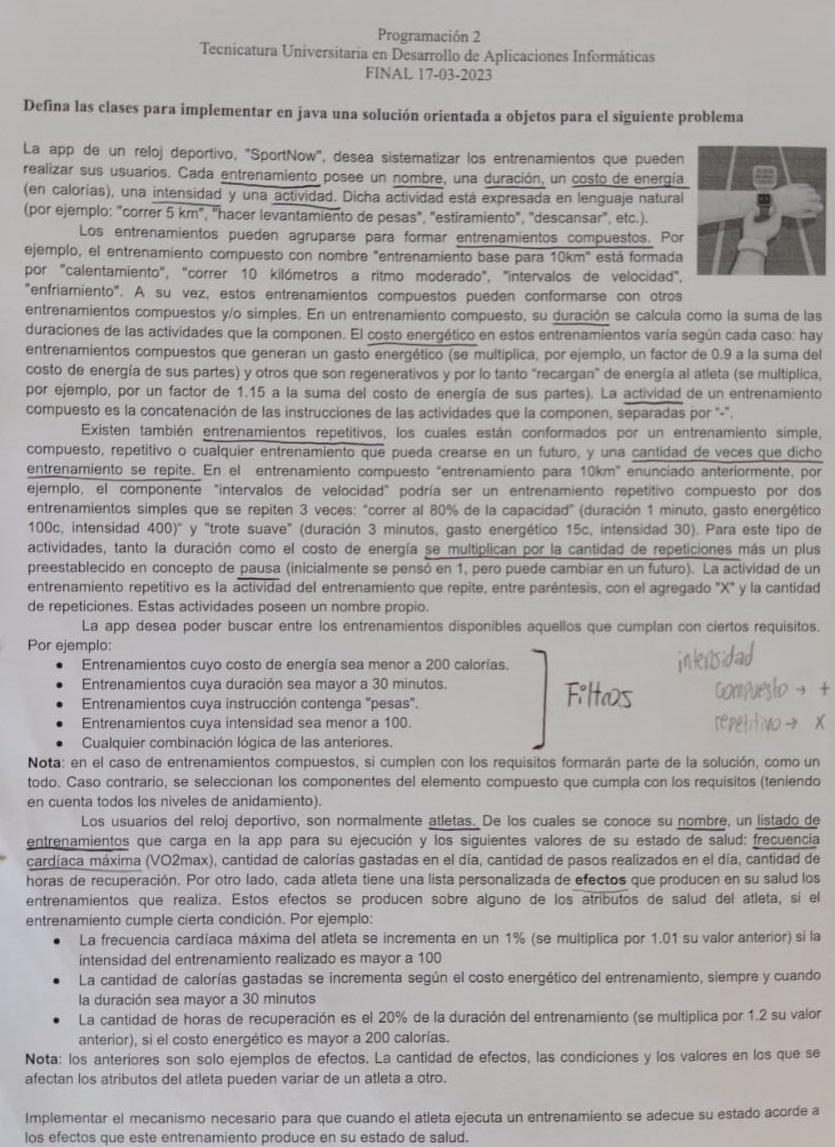 Programación 2
Tecnicatura Universitaria en Desarrollo de Aplicaciones Informáticas
FINAL 17-03-2023
Defina las clases para implementar en java una solución orientada a objetos para el siguiente problema
La app de un reloj deportivo, "SportNow", desea sistematizar los entrenamientos que pueden
realizar sus usuarios. Cada entrenamiento posee un nombre, una duración, un costo de energía
(en calorías), una intensidad y una actividad. Dicha actividad está expresada en lenguaje natural
(por ejemplo: "correr 5 km", "hacer levantamiento de pesas", "estiramiento", "descansar", etc.).
Los entrenamientos pueden agruparse para formar entrenamientos compuestos. Por
ejemplo, el entrenamiento compuesto con nombre "entrenamiento base para 10km" está formada
por "calentamiento", "correr 10 kilómetros a ritmo moderado", "intervalos de velocidad",
"enfriamiento". A su vez, estos entrenamientos compuestos pueden conformarse con otros
entrenamientos compuestos y/o simples. En un entrenamiento compuesto, su duración se calcula como la suma de las
duraciones de las actividades que la componen. El costo energético en estos entrenamientos varía según cada caso: hay
entrenamientos compuestos que generan un gasto energético (se multiplica, por ejemplo, un factor de 0.9 a la suma del
costo de energía de sus partes) y otros que son regenerativos y por lo tanto "recargan" de energía al atleta (se multiplica,
por ejemplo, por un factor de 1.15 a la suma del costo de energía de sus partes). La actividad de un entrenamiento
compuesto es la concatenación de las instrucciones de las actividades que la componen, separadas por "-".
Existen también entrenamientos repetitivos, los cuales están conformados por un entrenamiento simple,
compuesto, repetitivo o cualquier entrenamiento que pueda crearse en un futuro, y una cantidad de veces que dicho
entrenamiento se repite. En el entrenamiento compuesto "entrenamiento para 10km" enunciado anteriormente, por
ejemplo, el componente "intervalos de velocidad" podría ser un entrenamiento repetitivo compuesto por dos
entrenamientos simples que se repiten 3 veces: "correr al 80% de la capacidad" (duración 1 minuto, gasto energético
100c, intensidad 400)" y "trote suave" (duración 3 minutos, gasto energético 15c, intensidad 30). Para este tipo de
actividades, tanto la duración como el costo de energía se multiplican por la cantidad de repeticiones más un plus
preestablecido en concepto de pausa (inicialmente se pensó en 1, pero puede cambiar en un futuro). La actividad de un
entrenamiento repetitivo es la actividad del entrenamiento que repite, entre paréntesis, con el agregado "X" y la cantidad
de repeticiones. Estas actividades poseen un nombre propio.
La app desea poder buscar entre los entrenamientos disponibles aquellos que cumplan con ciertos requisitos.
Por ejemplo:
• Entrenamientos cuyo costo de energía sea menor a 200 calorías.
• Entrenamientos cuya duración sea mayor a 30 minutos.
• Entrenamientos cuya instrucción contenga "pesas".
• Entrenamientos cuya intensidad sea menor a 100.
• Cualquier combinación lógica de las anteriores.
Filtros
intensidad
compuesto → +
repetitivo → X
Nota: en el caso de entrenamientos compuestos, si cumplen con los requisitos formarán parte de la solución, como un
todo. Caso contrario, se seleccionan los componentes del elemento compuesto que cumpla con los requisitos (teniendo
en cuenta todos los niveles de anidamiento).
Los usuarios del reloj deportivo, son normalmente atletas. De los cuales se conoce su nombre, un listado de
entrenamientos que carga en la app para su ejecución y los siguientes valores de su estado de salud: frecuencia
cardíaca máxima (VO2max), cantidad de calorías gastadas en el día, cantidad de pasos realizados en el día, cantidad de
horas de recuperación. Por otro lado, cada atleta tiene una lista personalizada de efectos que producen en su salud los
entrenamientos que realiza. Estos efectos se producen sobre alguno de los atributos de salud del atleta, si el
entrenamiento cumple cierta condición. Por ejemplo:
• La frecuencia cardíaca máxima del atleta se incrementa en un 1% (se multiplica por 1.01 su valor anterior) si la
intensidad del entrenamiento realizado es mayor a 100
• La cantidad de calorías gastadas se incrementa según el costo energético del entrenamiento, siempre y cuando
la duración sea mayor a 30 minutos
• La cantidad de horas de recuperación es el 20% de la duración del entrenamiento (se multiplica por 1.2 su valor
anterior), si el costo energético es mayor a 200 calorías.
Nota: los anteriores son solo ejemplos de efectos. La cantidad de efectos, las condiciones y los valores en los que se
afectan los atributos del atleta pueden variar de un atleta a otro.
Implementar el mecanismo necesario para que cuando el atleta ejecuta un entrenamiento se adecue su estado acorde a
los efectos que este entrenamiento produce en su estado de salud.